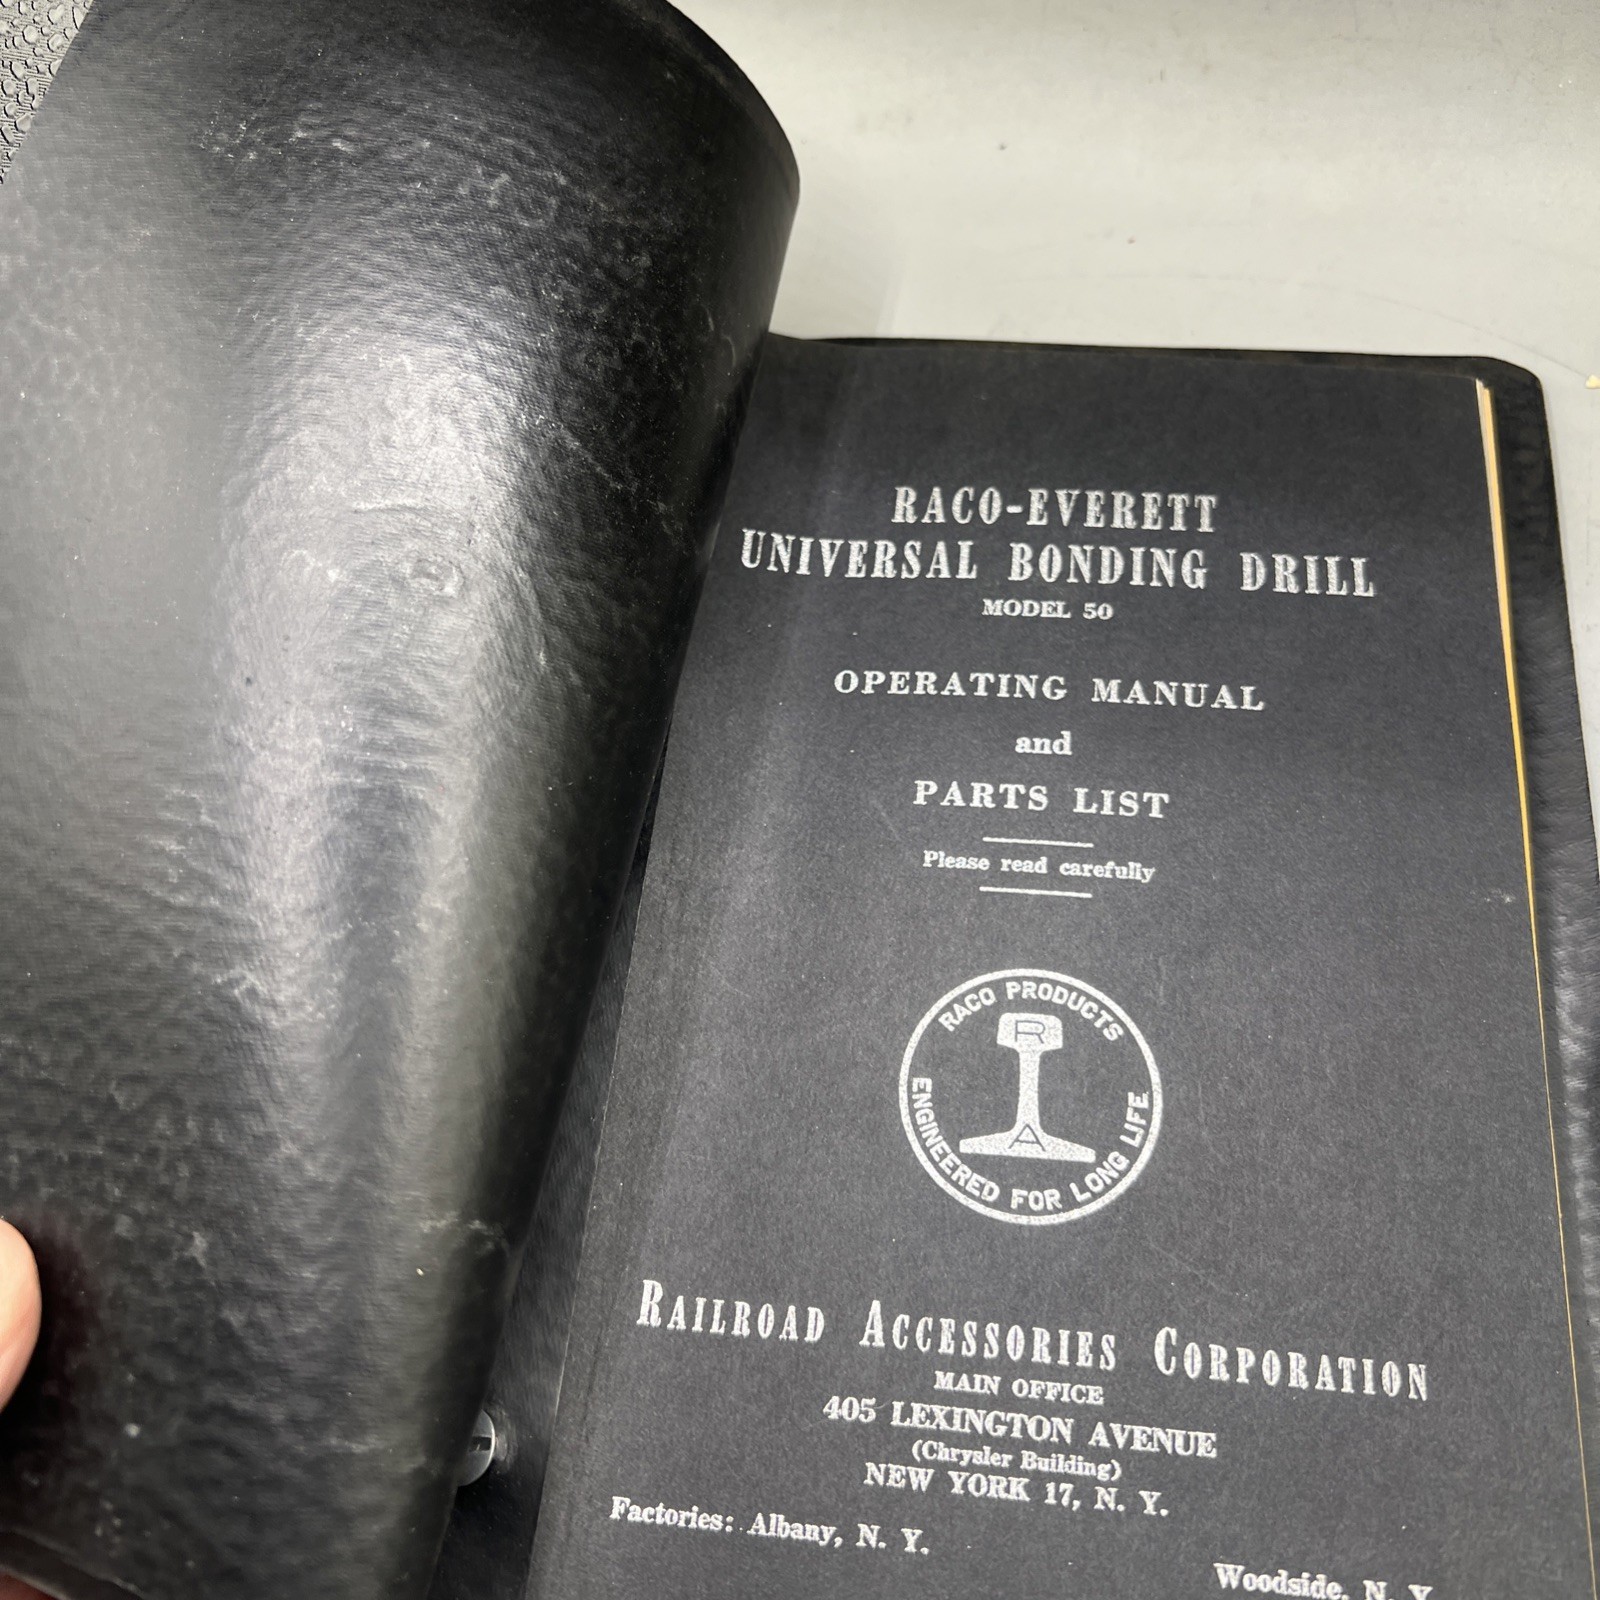 RACO-EVERETT
UNIVERSAL BONDING DRILL
MODEL 50
OPERATING MANUAL
and
PARTS LIST
Please read carefully
RACO PRODUCTS
R
A
ENGINEERED FOR LONG LIFE
RAILROAD ACCESSORIES CORPORATION
MAIN OFFICE
405 LEXINGTON AVENUE
(Chrysler Building)
NEW YORK 17, N. Y.
Factories: Albany, N. Y.
Woodside, N. Y.